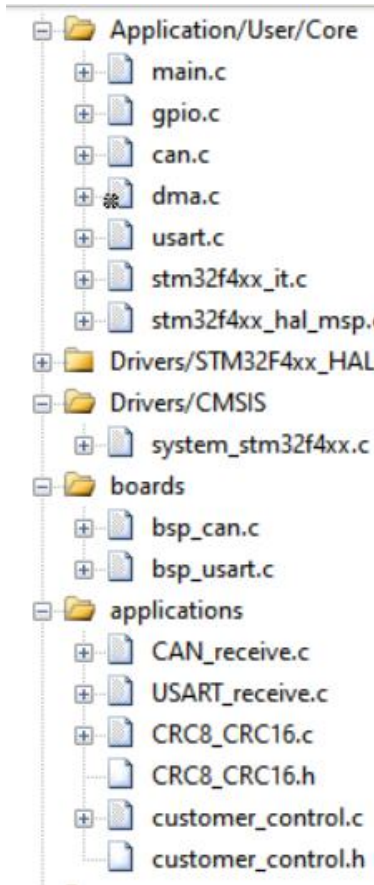 Application/User/Core
main.c
gpio.c
can.c
dma.c
usart.c
stm32f4xx_it.c
stm32f4xx_hal_msp.c
Drivers/STM32F4xx_HAL
Drivers/CMSIS
system_stm32f4xx.c
boards
bsp_can.c
bsp_usart.c
applications
CAN_receive.c
USART_receive.c
CRC8_CRC16.c
CRC8_CRC16.h
customer_control.c
customer_control.h